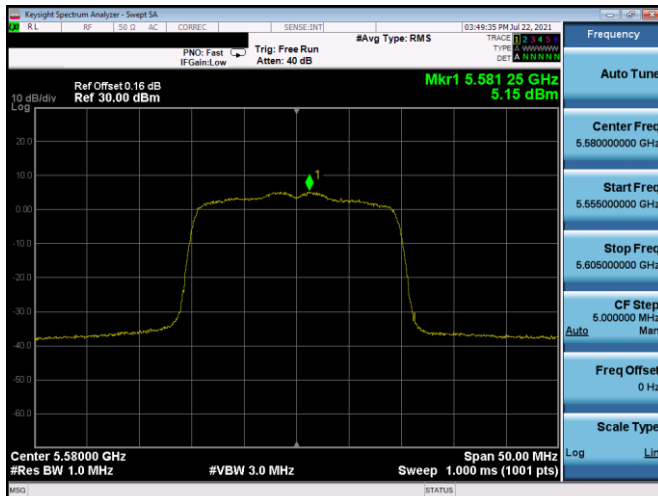 Keysight Spectrum Analyzer - Swept SA
RL RF 50 Ω AC CORREC SENSE:INT 03:49:35 PM Jul 22, 2021
#Avg Type: RMS TRACE 1 2 3 4 5 6
PNO: Fast Trig: Free Run TYPE A WWWWW
IFGain:Low Atten: 40 dB DET A N N N N N
Mkr1 5.581 25 GHz
5.15 dBm
Ref Offset 0.16 dB
10 dB/div Ref 30.00 dBm
Log
20.0
10.0
0.00
-10.0
-20.0
-30.0
-40.0
-50.0
-60.0
1
Center 5.58000 GHz Span 50.00 MHz
#Res BW 1.0 MHz #VBW 3.0 MHz Sweep 1.000 ms (1001 pts)
MSG STATUS
Frequency
Auto Tune
Center Freq
5.580000000 GHz
Start Freq
5.555000000 GHz
Stop Freq
5.605000000 GHz
CF Step
5.000000 MHz
Auto Man
Freq Offset
0 Hz
Scale Type
Log Lin